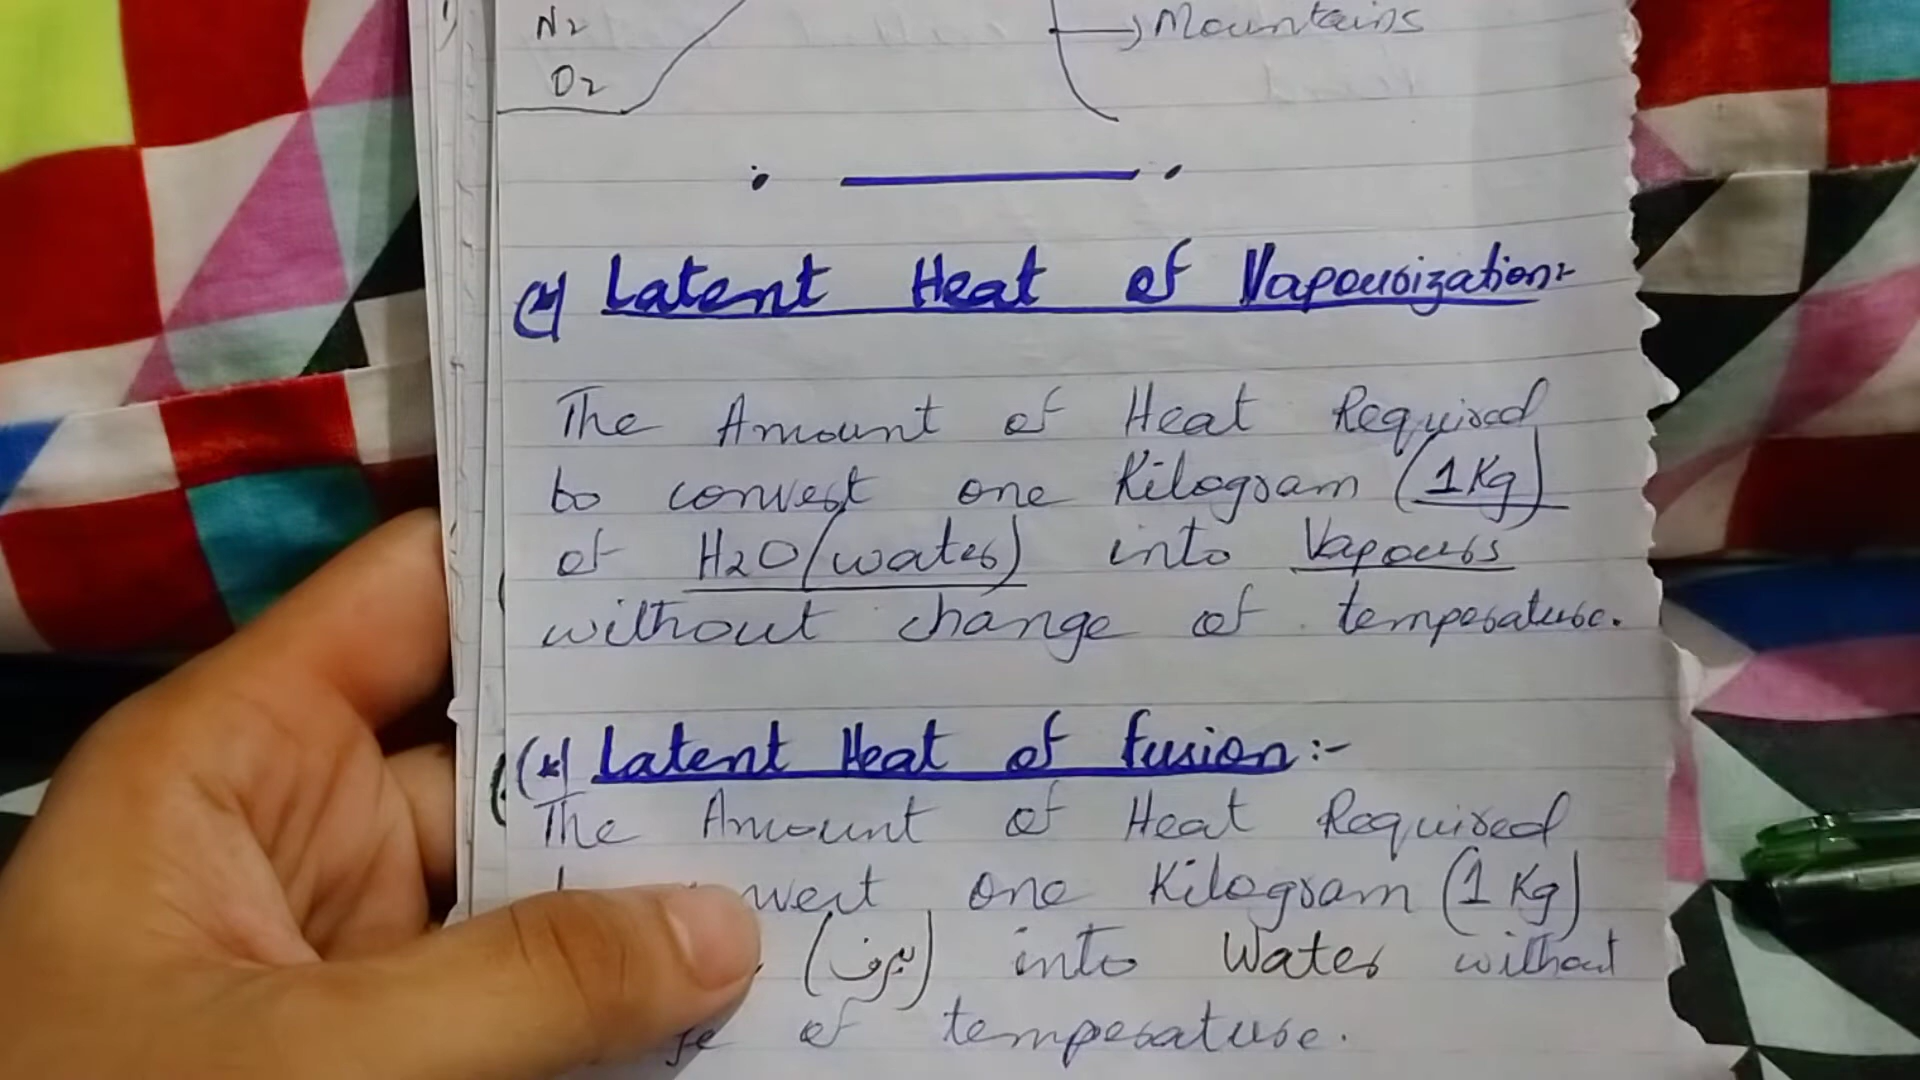 N2
O2
→ Mountains
(*) Latent Heat of Vapourization:-
The Amount of Heat Required
to convert one Kilogram (1Kg)
of H2O (water) into Vapours
without change of temperature.
(*) Latent Heat of Fusion:-
The Amount of Heat Required
one Kilogram (1 Kg)
(برف) into Water without
of temperature.